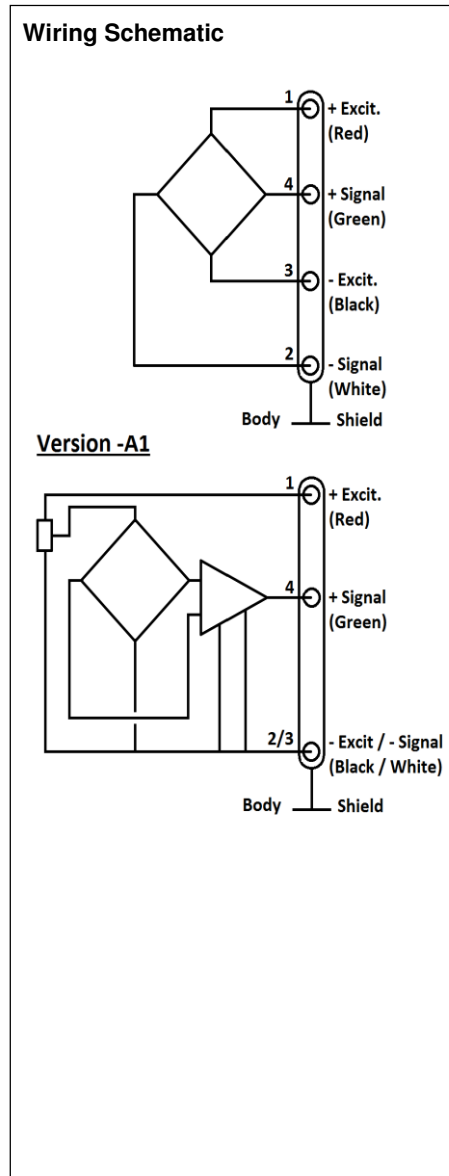 Wiring Schematic
1
+ Excit.
(Red)
4
+ Signal
(Green)
3
- Excit.
(Black)
2
- Signal
(White)
Body
Shield
Version -A1
1
+ Excit.
(Red)
4
+ Signal
(Green)
2/3
- Excit / - Signal
(Black / White)
Body
Shield